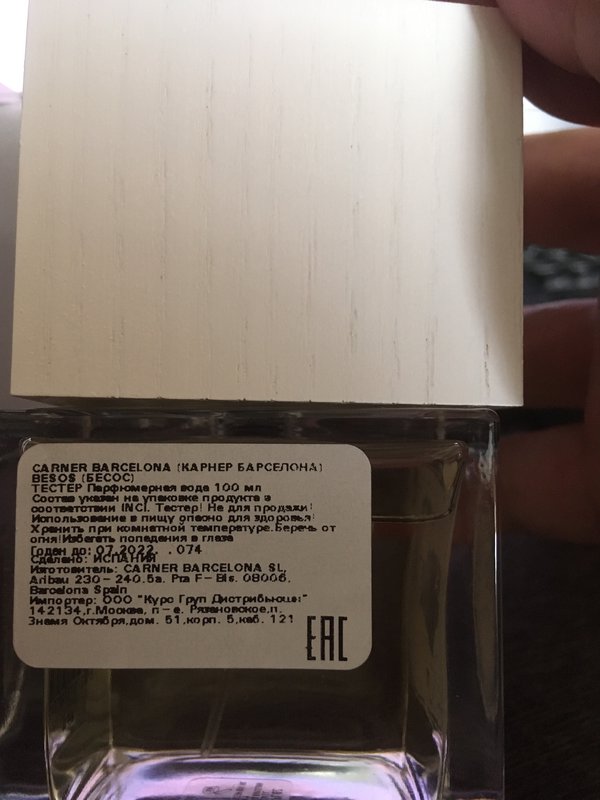 CARNER BARCELONA (КАРНЕР БАРСЕЛОНА)
BESOS (БЕСОС)
ТЕСТЕР Парфюмерная вода 100 мл
Состав указан на упаковке продукта в
соответствии INCI. Тестер! Не для продажи!
Использование в пищу опасно для здоровья!
Хранить при комнатной температуре.Беречь от
огня!Избегать попадания в глаза
Годен до: 07.2022. .074
Сделано: ИСПАНИЯ
Изготовитель: CARNER BARCELONA SL,
Aribau 230-240.5a. Pta F-Bis. 08006.
Barcelona Spain
Импортер: ООО "Курс Груп Дистрибьюшн"
142134,г.Москва, п-е. Рязановское,п.
Знамя Октября,дом. 51,корп. 5,каб. 121
EAC